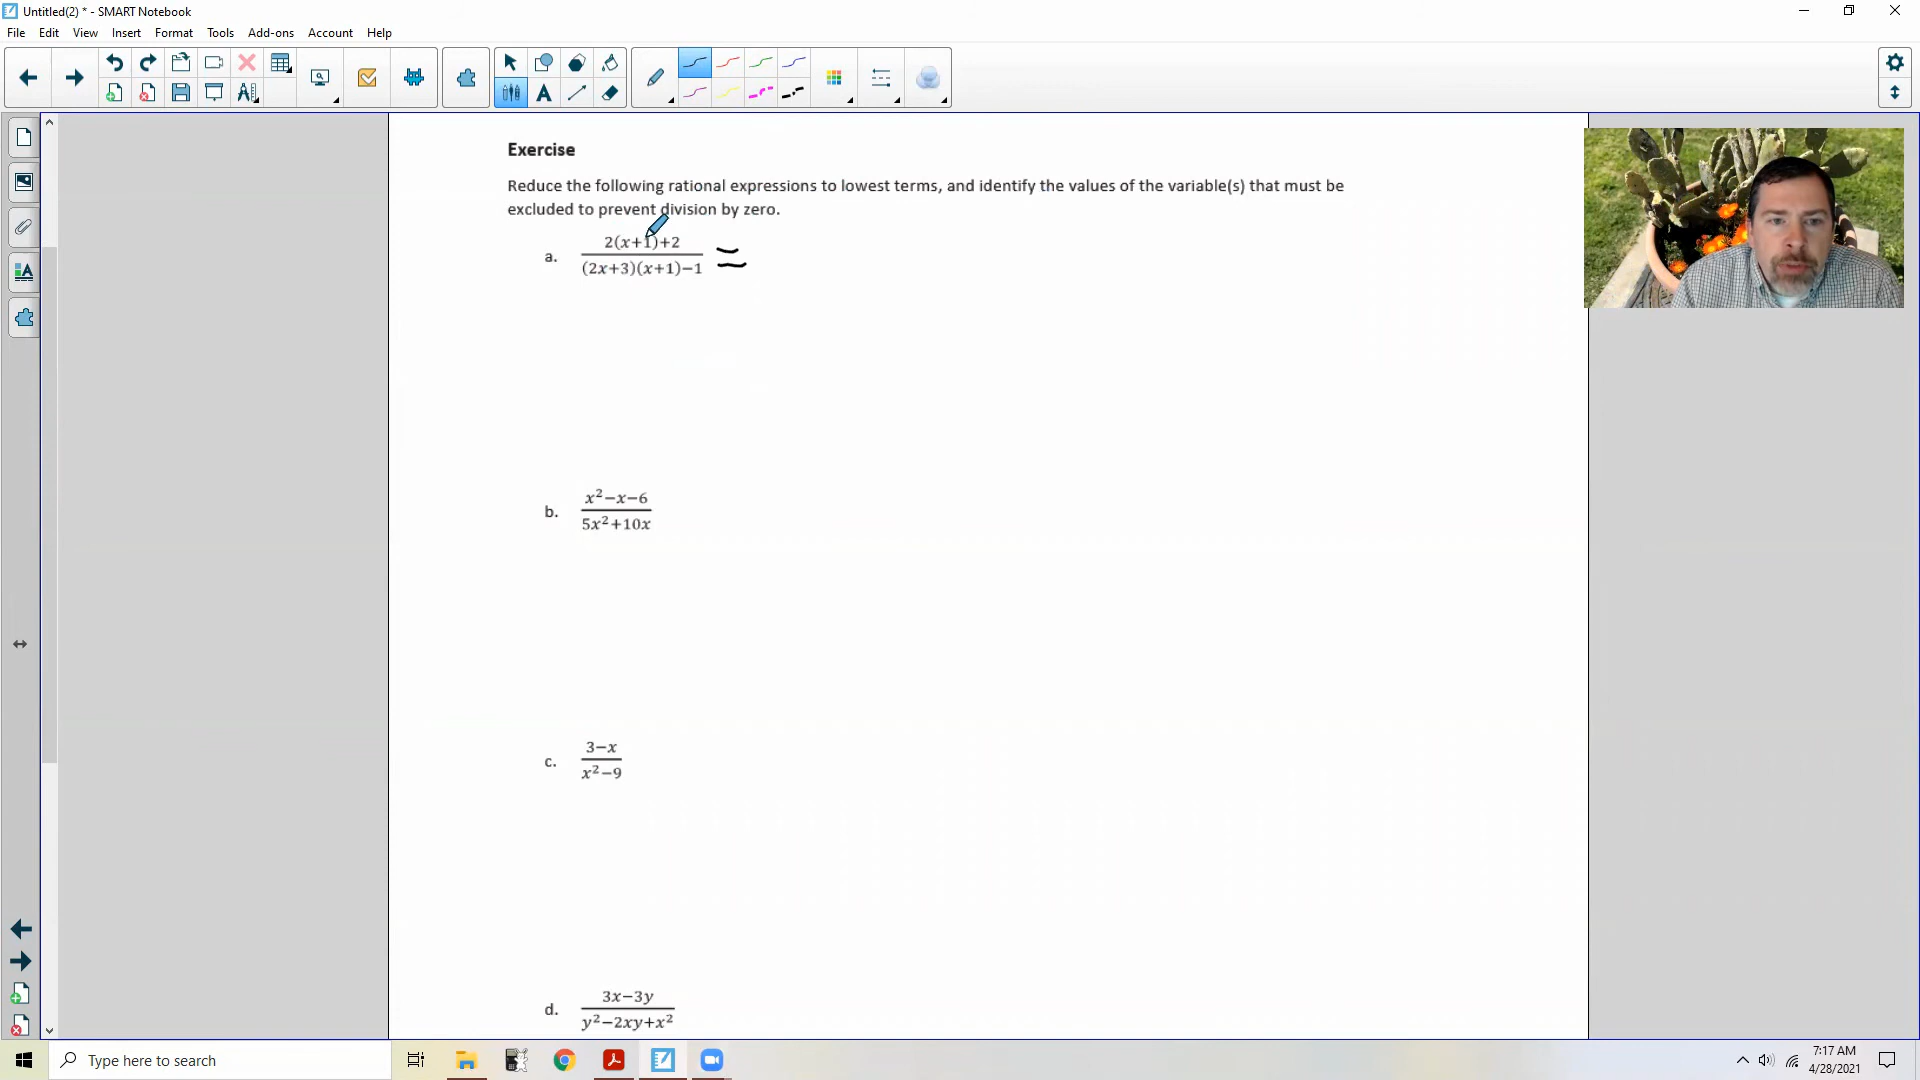 Untitled(2) * - SMART Notebook
File Edit View Insert Format Tools Add-ons Account Help
Exercise
Reduce the following rational expressions to lowest terms, and identify the values of the variable(s) that must be
excluded to prevent division by zero.
a. 2(x+1)+2 =
(2x+3)(x+1)−1
b. x²−x−6
5x²+10x
c. 3−x
x²−9
d. 3x−3y
y²−2xy+x²
Type here to search
7:17 AM
4/28/2021